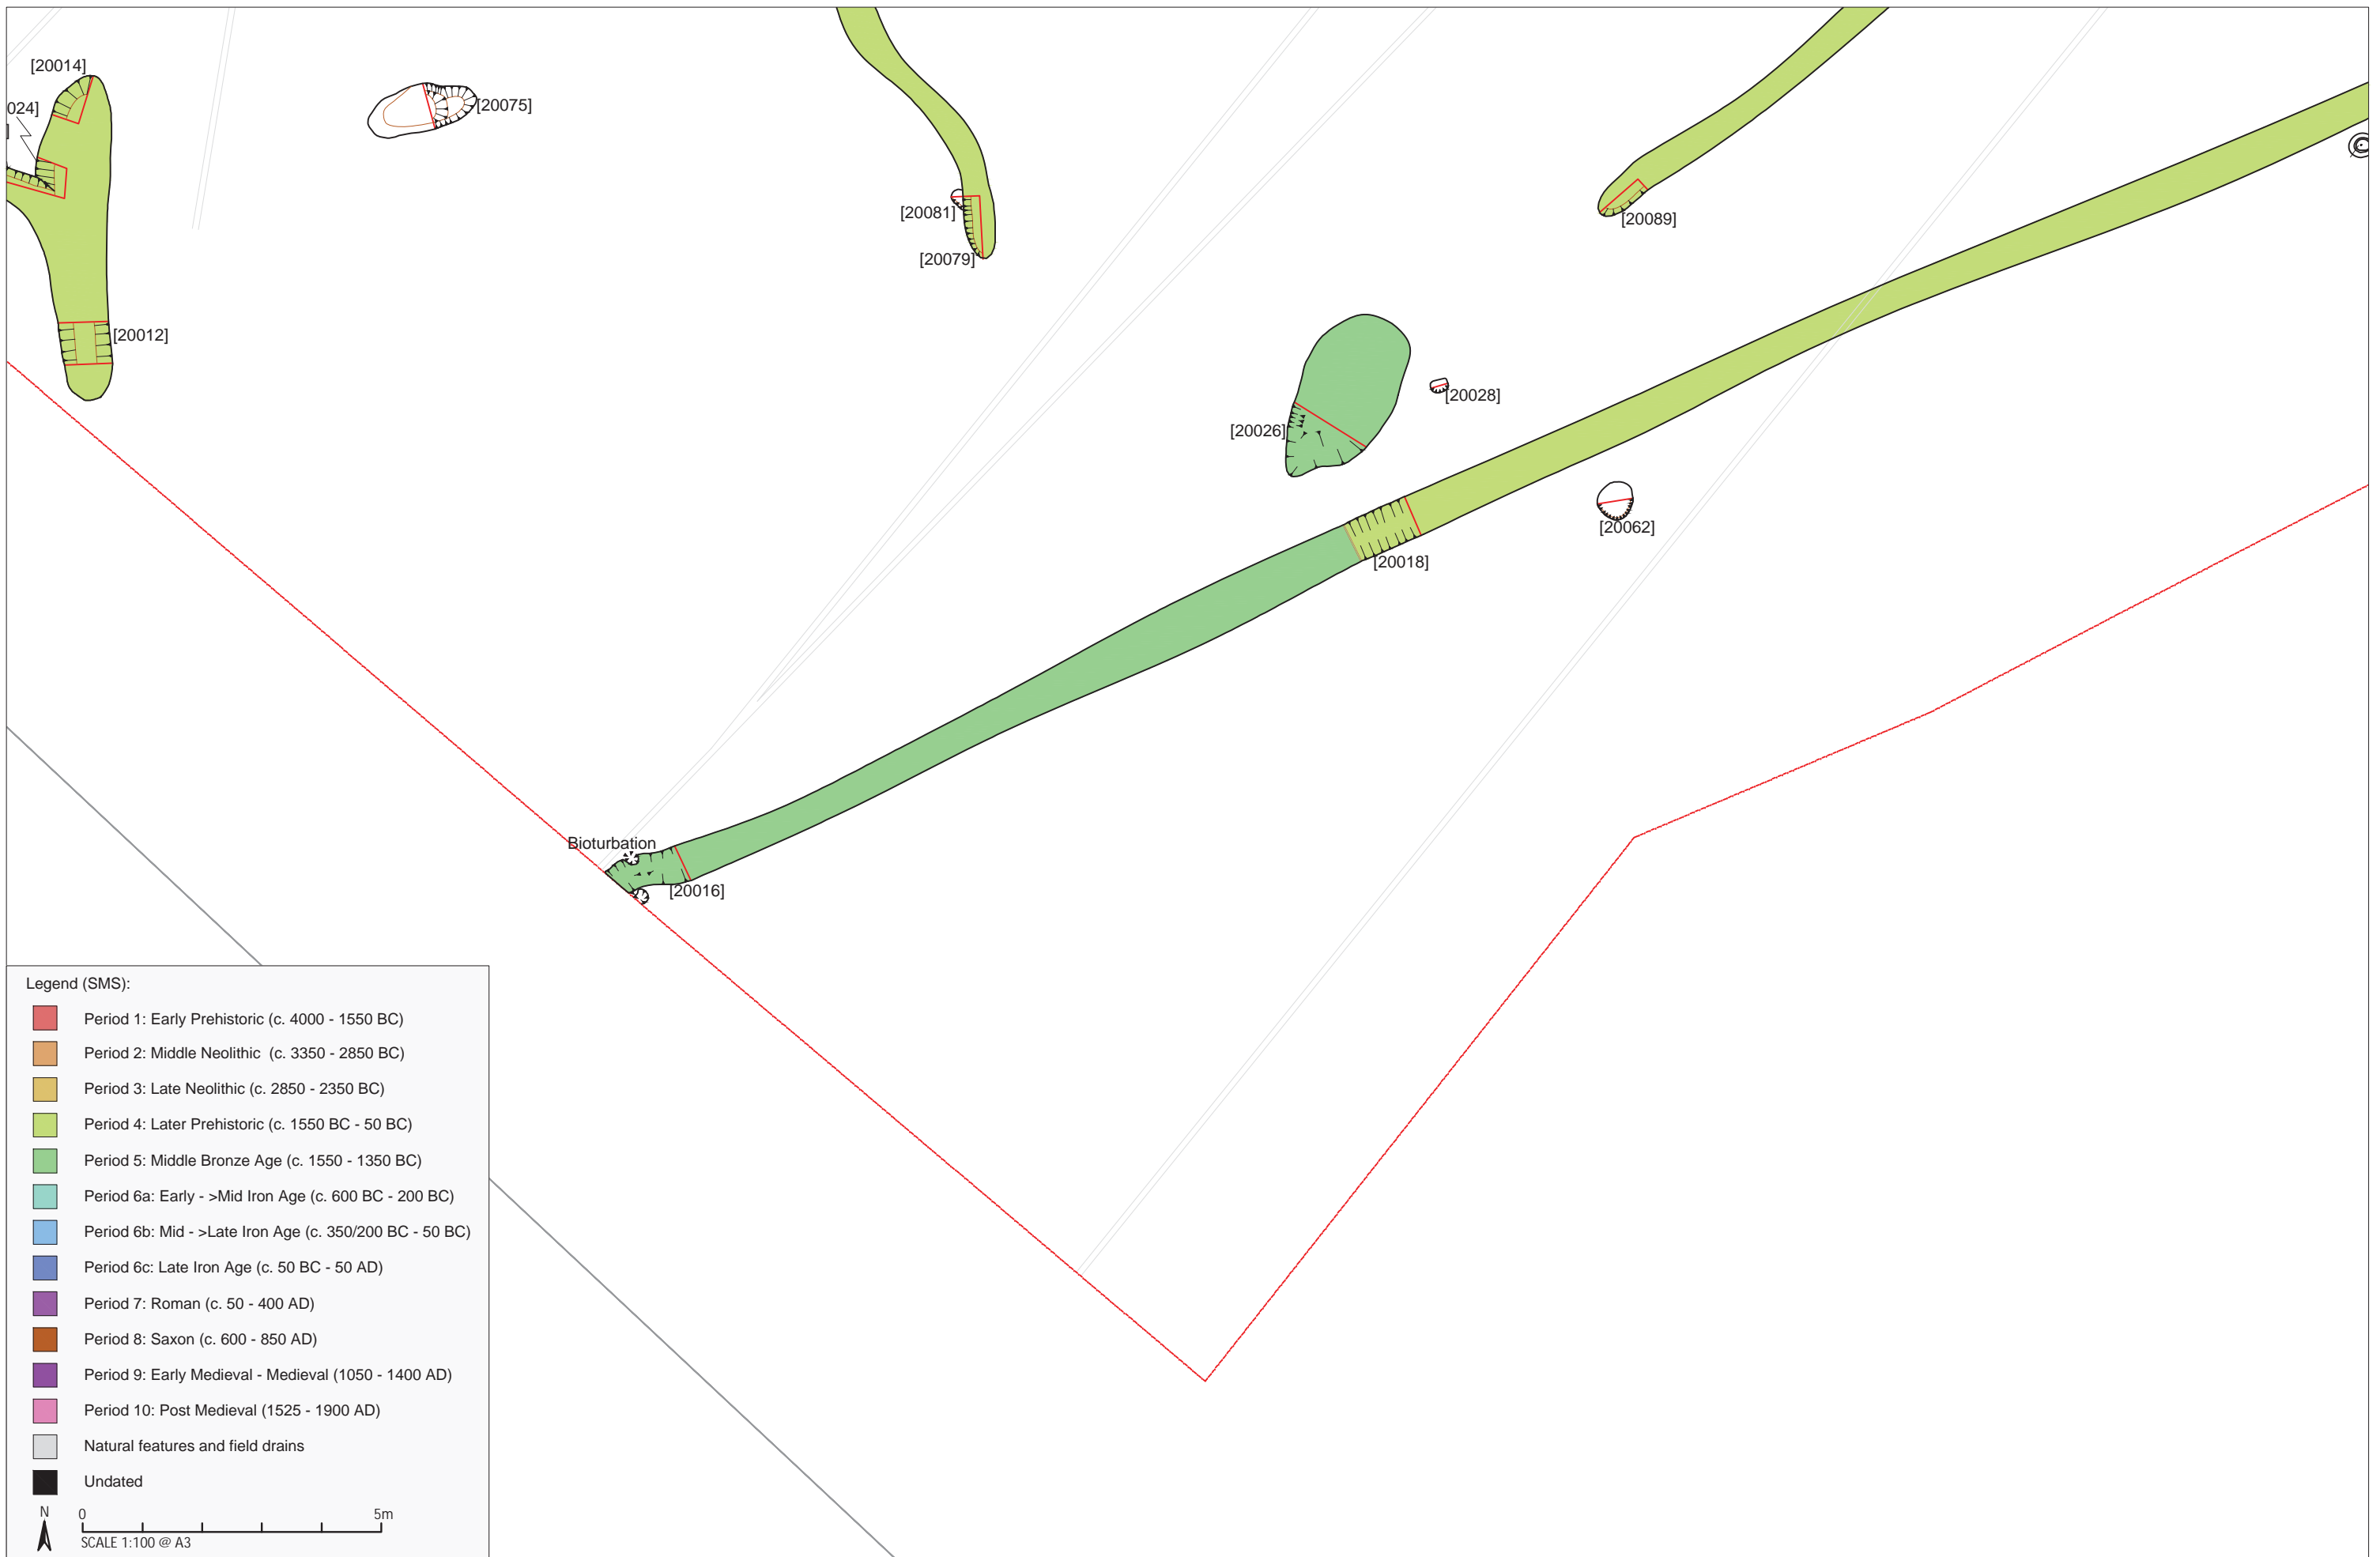 [20014]
024]
]
[20075]
[20081]
[20079]
[20089]
[20012]
[20028]
[20026]
[20062]
[20018]
Bioturbation
[20016]
Legend (SMS):
Period 1: Early Prehistoric (c. 4000 - 1550 BC)
Period 2: Middle Neolithic (c. 3350 - 2850 BC)
Period 3: Late Neolithic (c. 2850 - 2350 BC)
Period 4: Later Prehistoric (c. 1550 BC - 50 BC)
Period 5: Middle Bronze Age (c. 1550 - 1350 BC)
Period 6a: Early - >Mid Iron Age (c. 600 BC - 200 BC)
Period 6b: Mid - >Late Iron Age (c. 350/200 BC - 50 BC)
Period 6c: Late Iron Age (c. 50 BC - 50 AD)
Period 7: Roman (c. 50 - 400 AD)
Period 8: Saxon (c. 600 - 850 AD)
Period 9: Early Medieval - Medieval (1050 - 1400 AD)
Period 10: Post Medieval (1525 - 1900 AD)
Natural features and field drains
Undated
N 0 5m
SCALE 1:100 @ A3